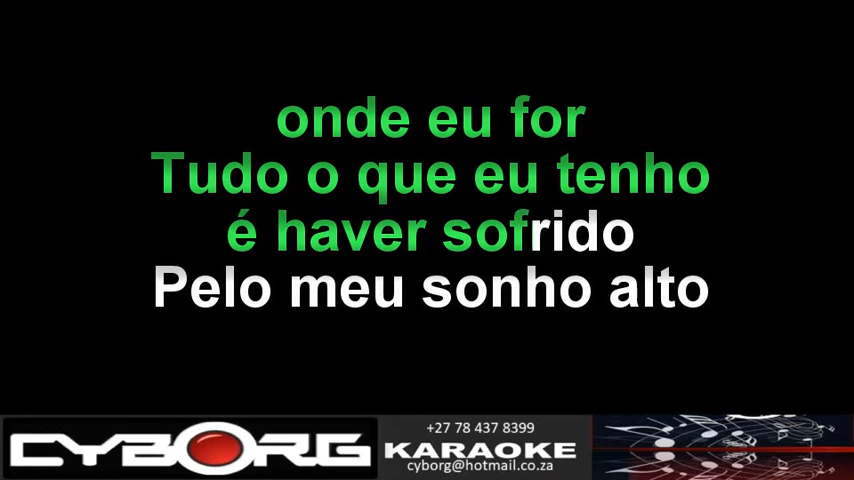 onde eu for
Tudo o que eu tenho
é haver sofrido
Pelo meu sonho alto
CYBORG
+27 78 437 8399
KARAOKE
cyborg@hotmail.co.za